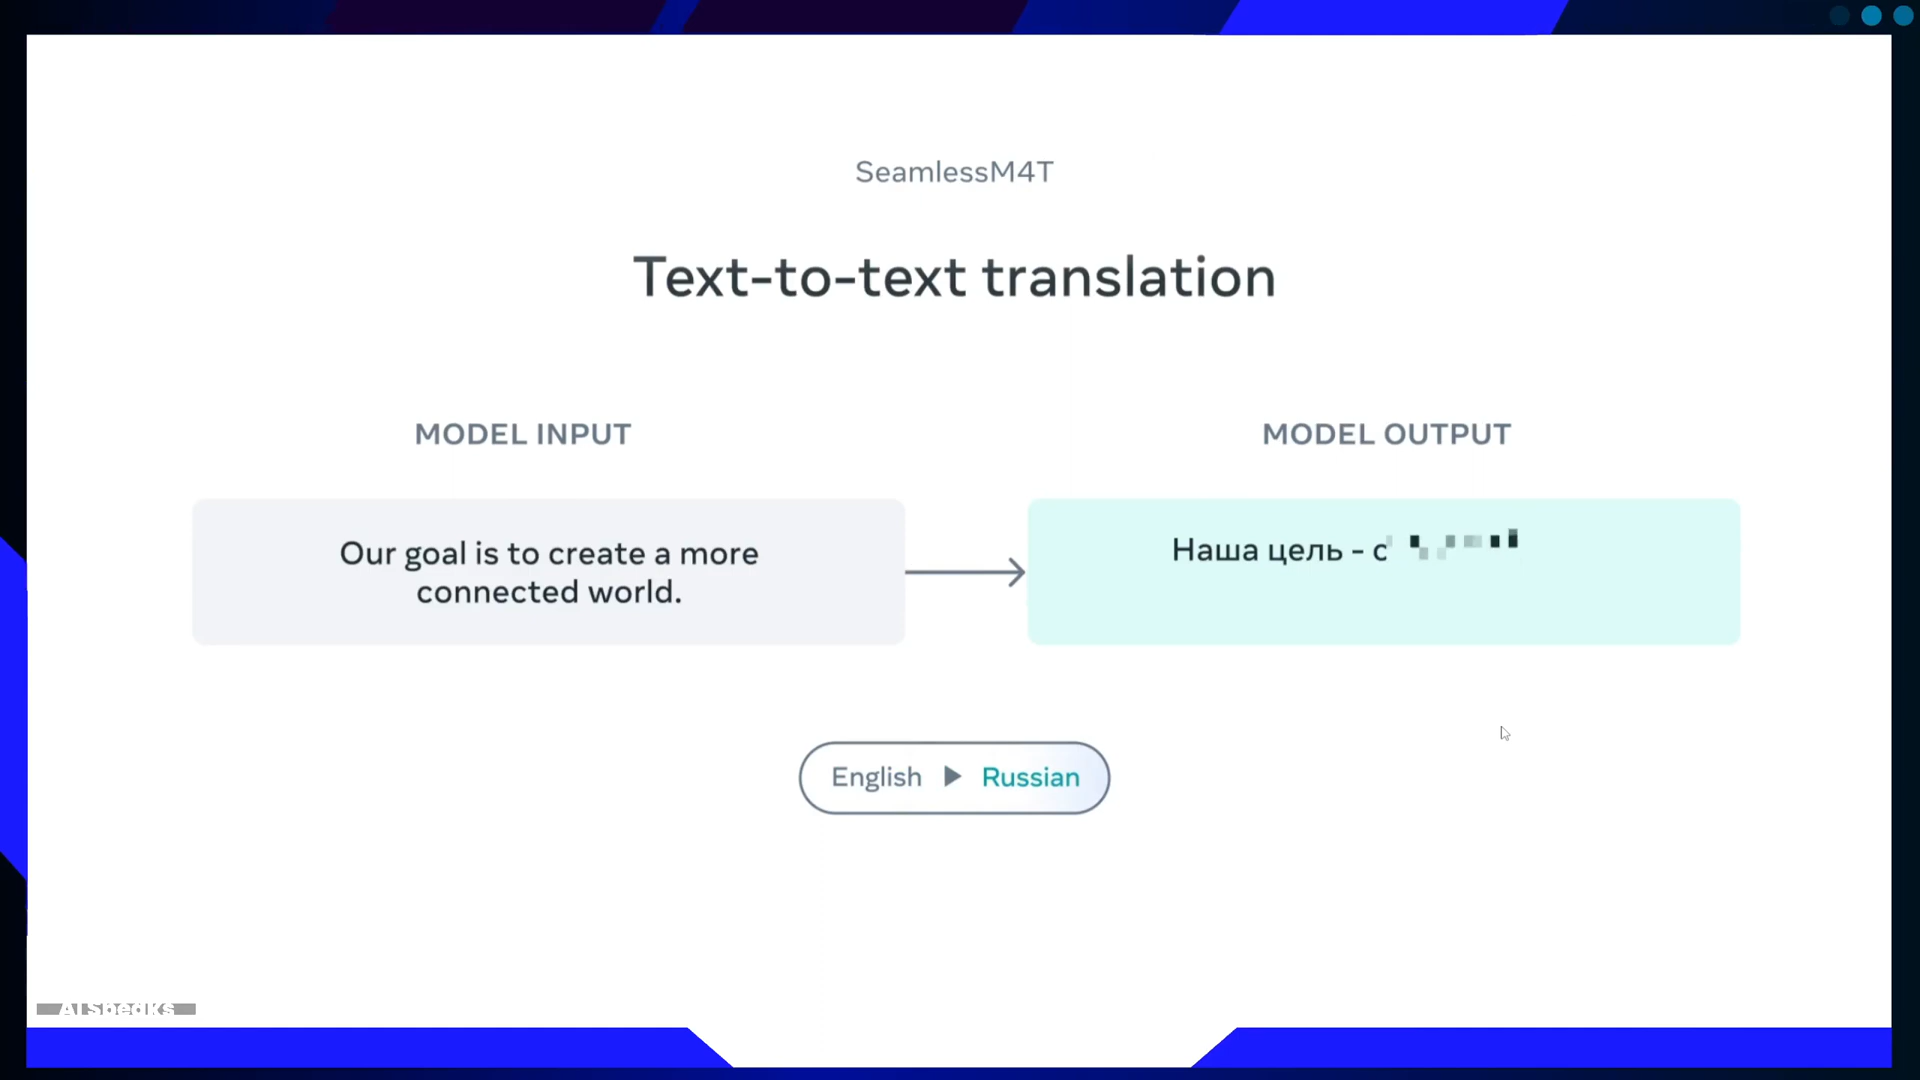 SeamlessM4T
Text-to-text translation
MODEL INPUT
MODEL OUTPUT
Our goal is to create a more
connected world.
Наша цель -
English ▶ Russian